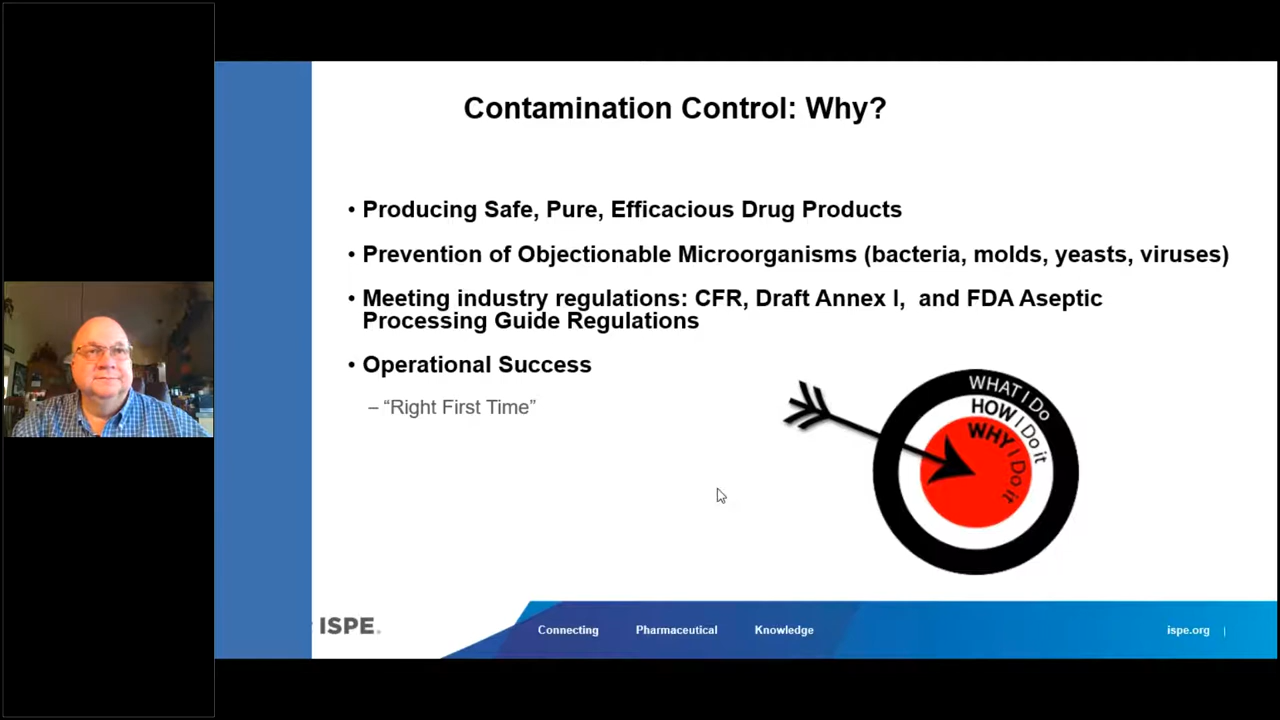 Contamination Control: Why?
• Producing Safe, Pure, Efficacious Drug Products
• Prevention of Objectionable Microorganisms (bacteria, molds, yeasts, viruses)
• Meeting industry regulations: CFR, Draft Annex I,  and FDA Aseptic
Processing Guide Regulations
• Operational Success
– “Right First Time”
WHAT I Do
HOW I Do it
WHY I Do it
ISPE.
Connecting Pharmaceutical Knowledge
ispe.org |